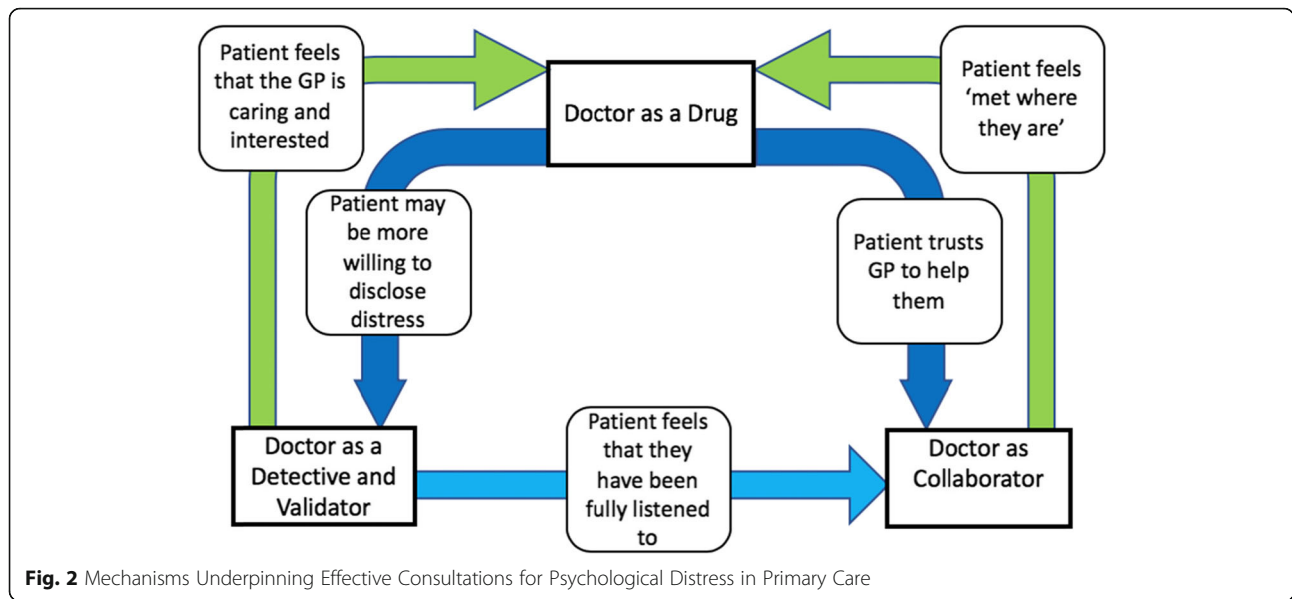 Patient feels
that the GP is
caring and
interested
Doctor as a Drug
Patient feels
‘met where
they are’
Patient may
be more
willing to
disclose
distress
Patient trusts
GP to help
them
Doctor as a
Detective and
Validator
Patient feels
that they
have been
fully listened
to
Doctor as
Collaborator
Fig. 2 Mechanisms Underpinning Effective Consultations for Psychological Distress in Primary Care